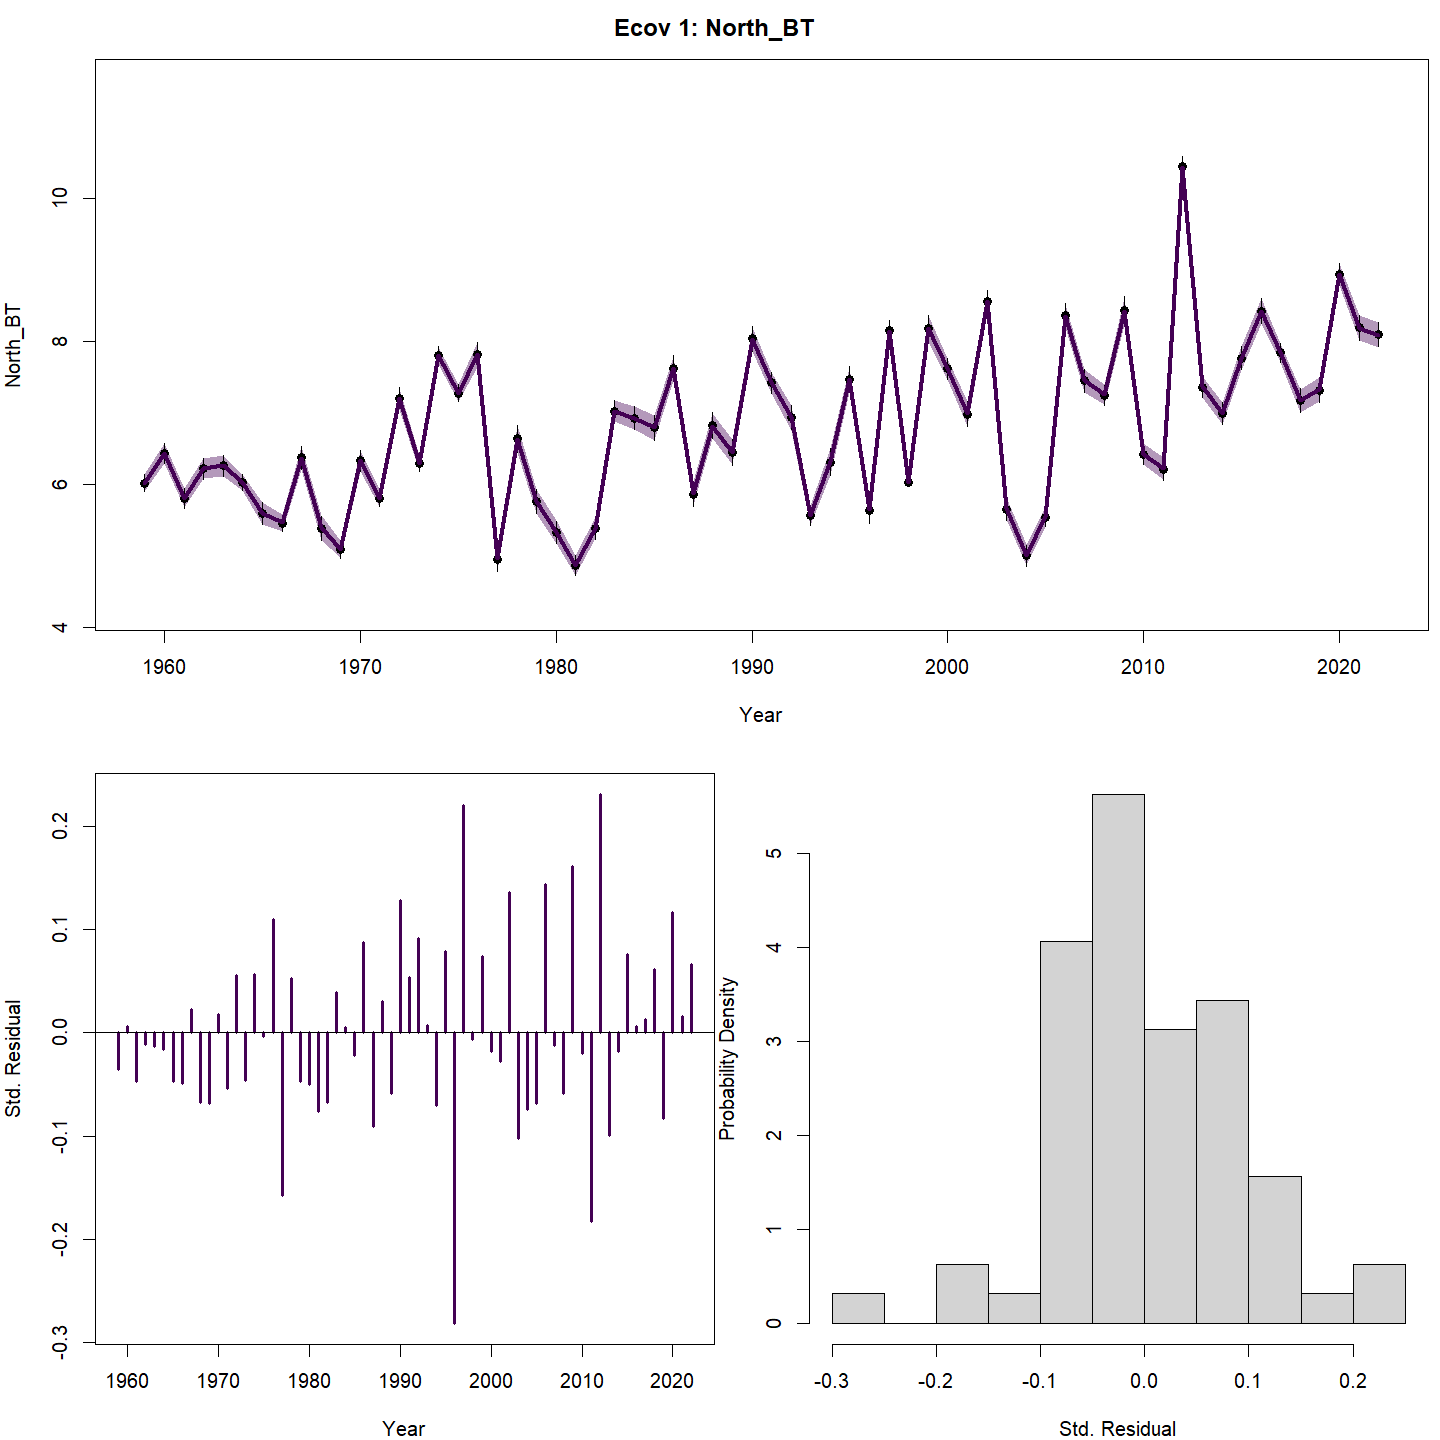 Ecov 1: North_BT
North_BT
10
8
6
4
1960 1970 1980 1990 2000 2010 2020
Year
Std. Residual
0.2
0.1
0.0
-0.1
-0.2
-0.3
1960 1970 1980 1990 2000 2010 2020
Year
Probability Density
5
4
3
2
1
0
-0.3 -0.2 -0.1 0.0 0.1 0.2
Std. Residual